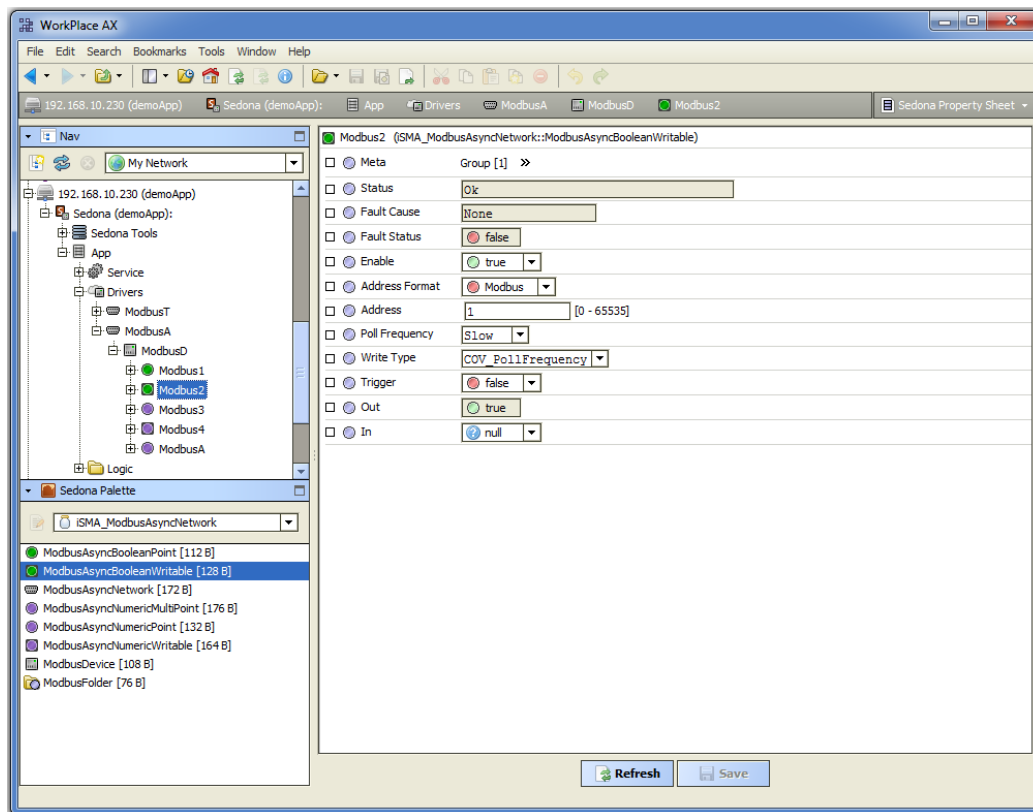 WorkPlace AX
File Edit Search Bookmarks Tools Window Help
192.168.10.230 (demoApp) Sedona (demoApp): App Drivers ModbusA ModbusD Modbus2 Sedona Property Sheet
Nav
My Network
192.168.10.230 (demoApp)
Sedona (demoApp):
Sedona Tools
App
Service
Drivers
ModbusT
ModbusA
ModbusD
Modbus1
Modbus2
Modbus3
Modbus4
ModbusA
Logic
Sedona Palette
iSMA_ModbusAsyncNetwork
ModbusAsyncBooleanPoint [112 B]
ModbusAsyncBooleanWritable [128 B]
ModbusAsyncNetwork [172 B]
ModbusAsyncNumericMultiPoint [176 B]
ModbusAsyncNumericPoint [132 B]
ModbusAsyncNumericWritable [164 B]
ModbusDevice [108 B]
ModbusFolder [76 B]
Modbus2 (iSMA_ModbusAsyncNetwork::ModbusAsyncBooleanWritable)
Meta Group [1] »
Status Ok
Fault Cause None
Fault Status false
Enable true
Address Format Modbus
Address 1 [0 - 65535]
Poll Frequency Slow
Write Type COV_PollFrequency
Trigger false
Out true
In null
Refresh Save